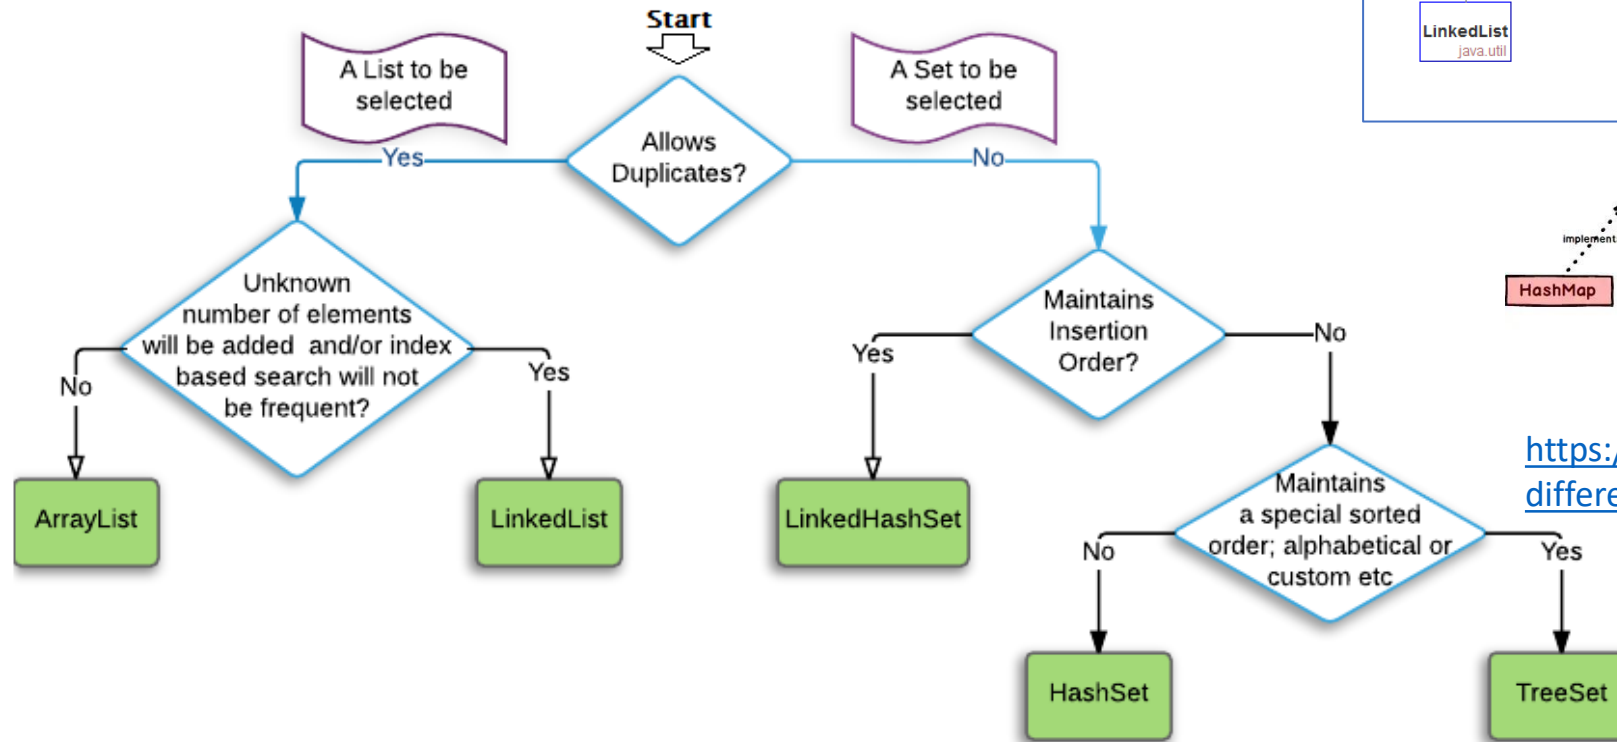 Start
A List to be
selected
A Set to be
selected
LinkedList
java.util
Allows
Duplicates?
Yes
No
Unknown
number of elements
will be added and/or index
based search will not
be frequent?
Maintains
Insertion
Order?
HashMap
No
Yes
Yes
No
ArrayList
LinkedList
LinkedHashSet
Maintains
a special sorted
order; alphabetical or
custom etc
https:/
No
Yes
HashSet
TreeSet